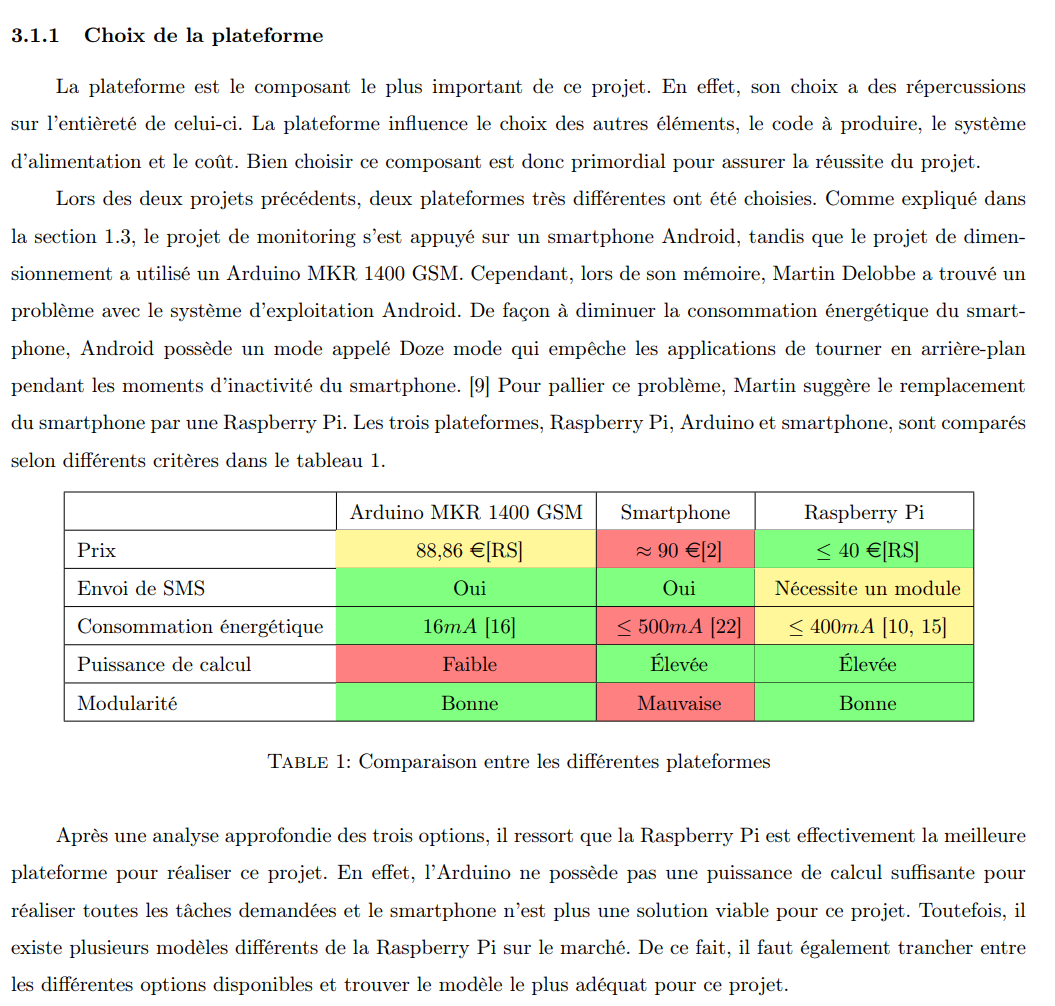 3.1.1 Choix de la plateforme
La plateforme est le composant le plus important de ce projet. En effet, son choix a des répercussions
sur l'entièreté de celui-ci. La plateforme influence le choix des autres éléments, le code à produire, le système
d'alimentation et le coût. Bien choisir ce composant est donc primordial pour assurer la réussite du projet.
Lors des deux projets précédents, deux plateformes très différentes ont été choisies. Comme expliqué dans
la section 1.3, le projet de monitoring s'est appuyé sur un smartphone Android, tandis que le projet de dimen-
sionnement a utilisé un Arduino MKR 1400 GSM. Cependant, lors de son mémoire, Martin Delobbe a trouvé un
problème avec le système d'exploitation Android. De façon à diminuer la consommation énergétique du smart-
phone, Android possède un mode appelé Doze mode qui empêche les applications de tourner en arrière-plan
pendant les moments d'inactivité du smartphone. [9] Pour pallier ce problème, Martin suggère le remplacement
du smartphone par une Raspberry Pi. Les trois plateformes, Raspberry Pi, Arduino et smartphone, sont comparés
selon différents critères dans le tableau 1.
Arduino MKR 1400 GSM Smartphone Raspberry Pi
Prix 88,86 €[RS] ≈ 90 €[2] ≤ 40 €[RS]
Envoi de SMS Oui Oui Nécessite un module
Consommation énergétique 16mA [16] ≤ 500mA [22] ≤ 400mA [10, 15]
Puissance de calcul Faible Élevée Élevée
Modularité Bonne Mauvaise Bonne
TABLE 1: Comparaison entre les différentes plateformes
Après une analyse approfondie des trois options, il ressort que la Raspberry Pi est effectivement la meilleure
plateforme pour réaliser ce projet. En effet, l'Arduino ne possède pas une puissance de calcul suffisante pour
réaliser toutes les tâches demandées et le smartphone n'est plus une solution viable pour ce projet. Toutefois, il
existe plusieurs modèles différents de la Raspberry Pi sur le marché. De ce fait, il faut également trancher entre
les différentes options disponibles et trouver le modèle le plus adéquat pour ce projet.